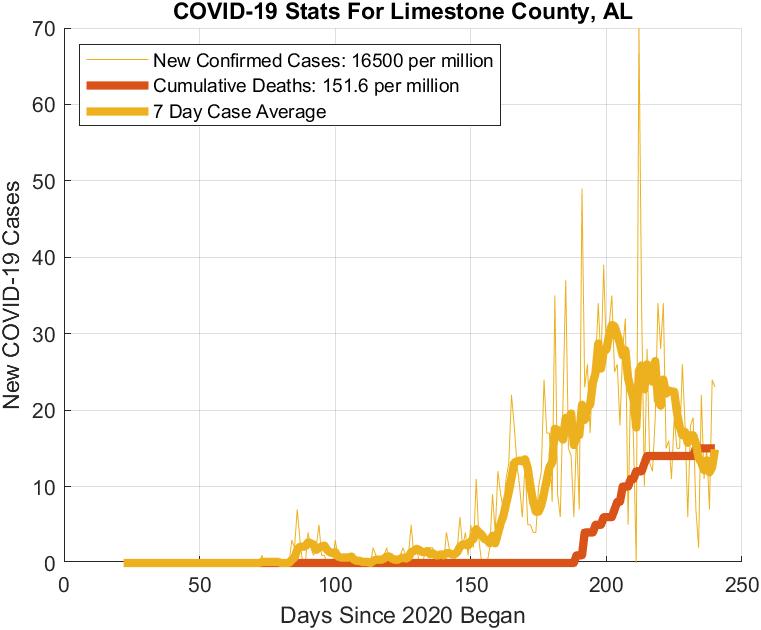 COVID-19 Stats For Limestone County, AL
New Confirmed Cases: 16500 per million
Cumulative Deaths: 151.6 per million
7 Day Case Average
New COVID-19 Cases
70
60
50
40
30
20
10
0
0 50 100 150 200 250
Days Since 2020 Began